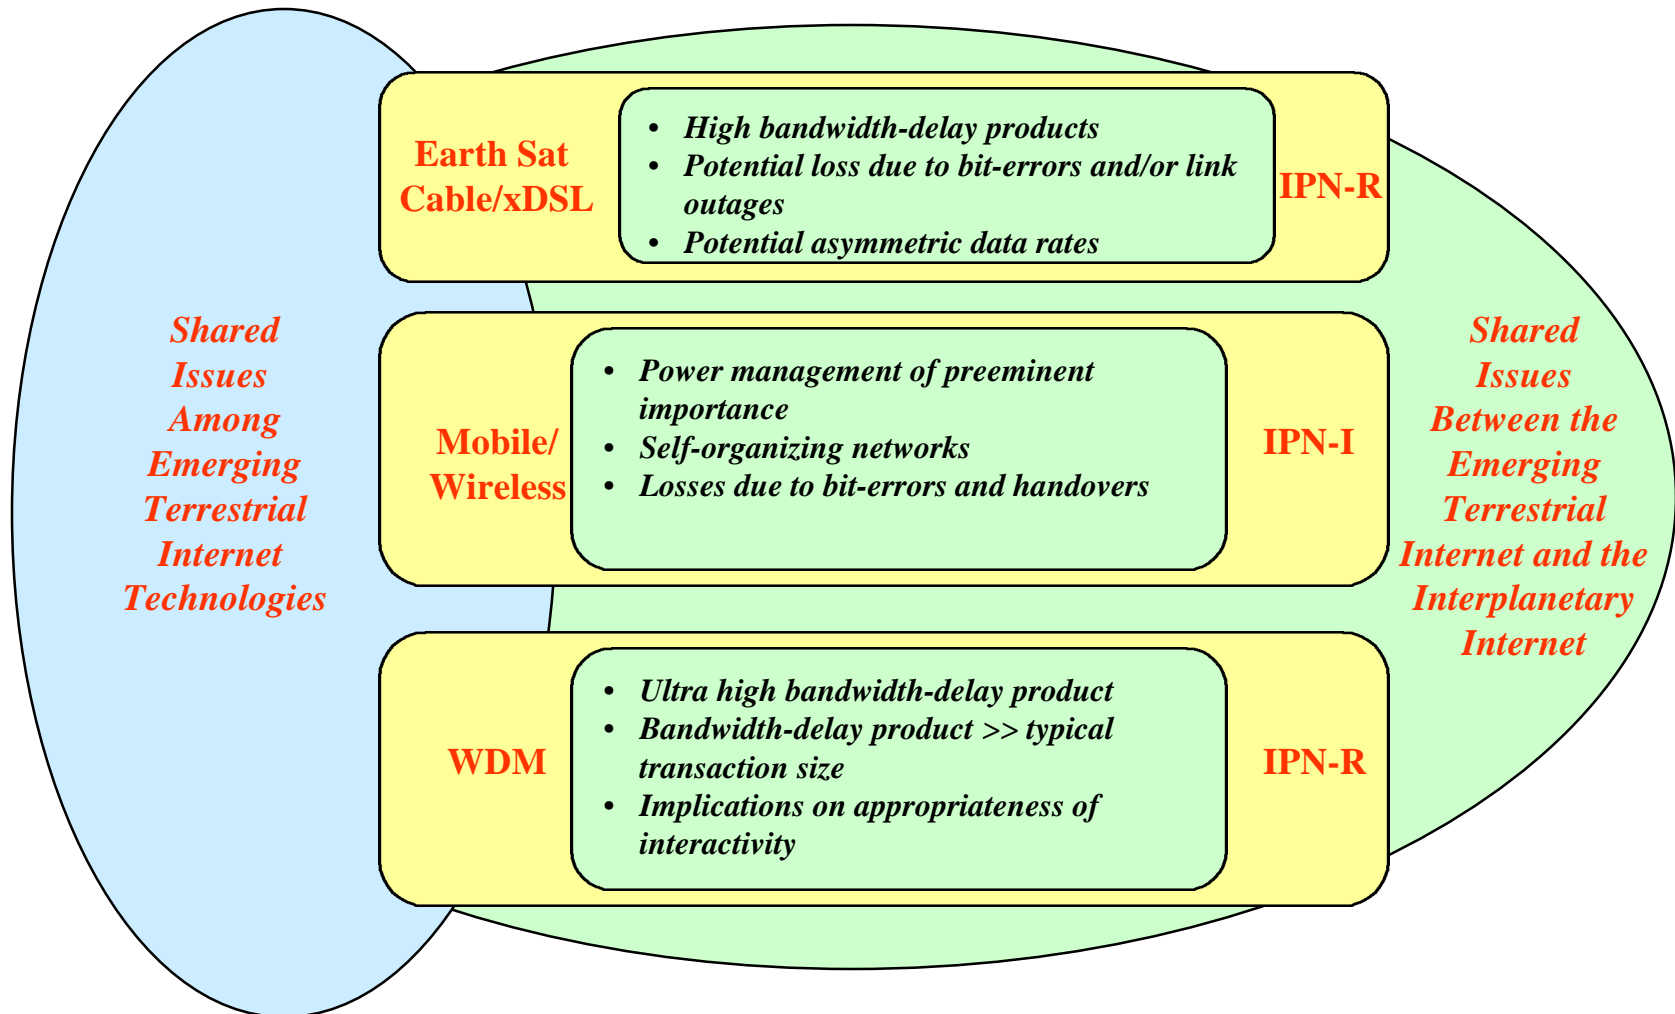 Shared
Issues
Among
Emerging
Terrestrial
Internet
Technologies
Earth Sat
Cable/xDSL
• High bandwidth-delay products
• Potential loss due to bit-errors and/or link
outages
• Potential asymmetric data rates
IPN-R
Mobile/
Wireless
• Power management of preeminent
importance
• Self-organizing networks
• Losses due to bit-errors and handovers
IPN-I
WDM
• Ultra high bandwidth-delay product
• Bandwidth-delay product >> typical
transaction size
• Implications on appropriateness of
interactivity
IPN-R
Shared
Issues
Between the
Emerging
Terrestrial
Internet and the
Interplanetary
Internet